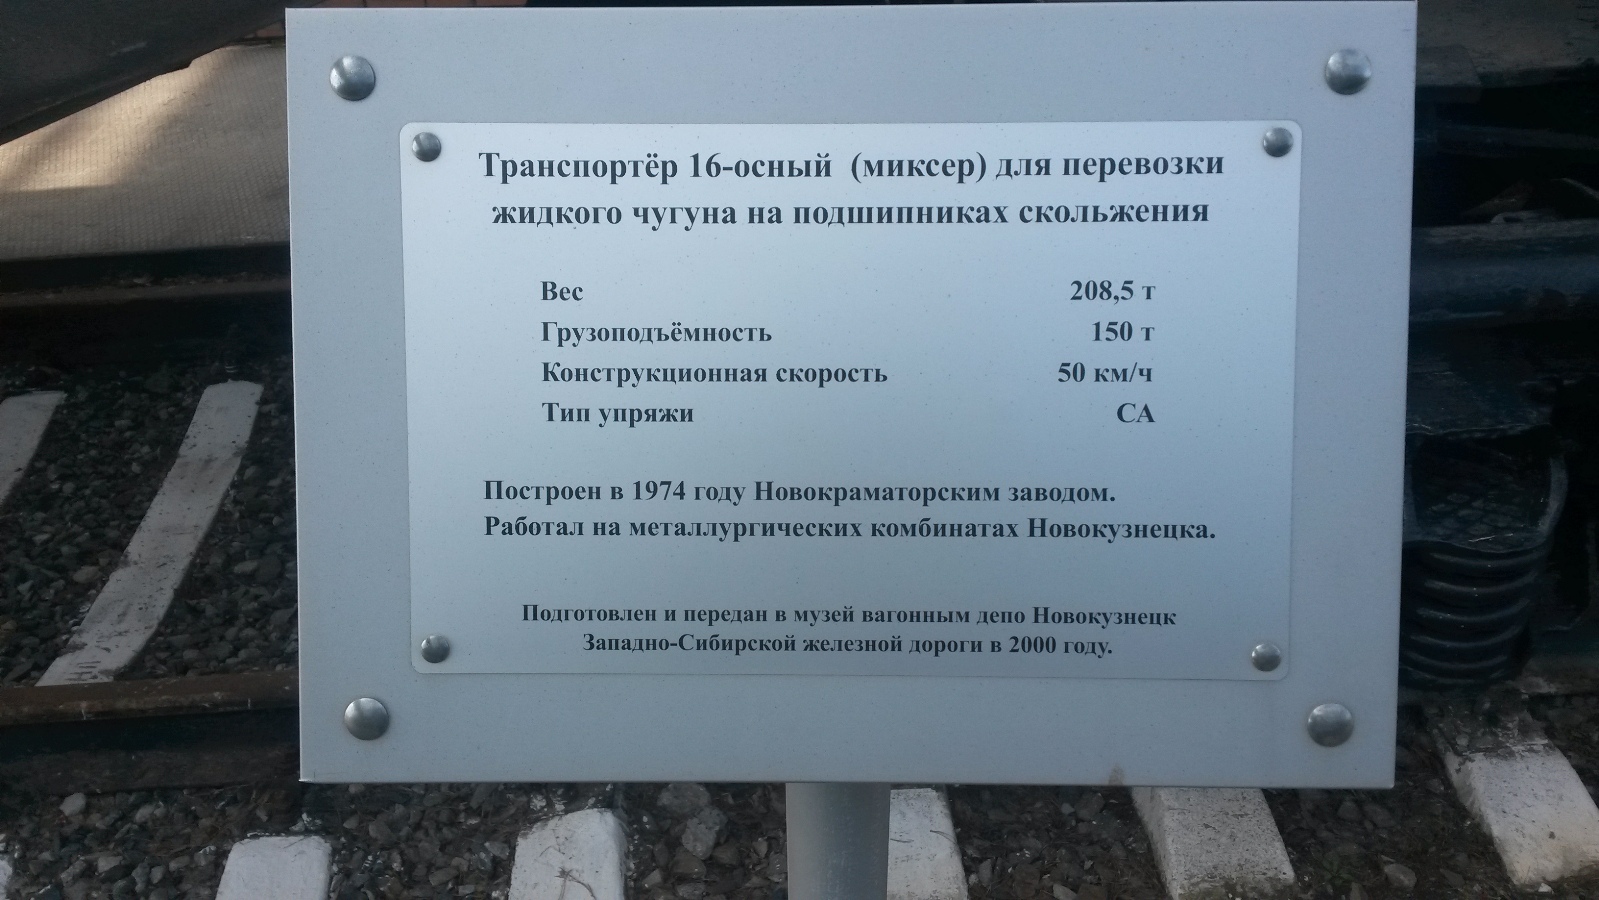 Транспортёр 16-осный (миксер) для перевозки
жидкого чугуна на подшипниках скольжения
Вес 208,5 т
Грузоподъёмность 150 т
Конструкционная скорость 50 км/ч
Тип упряжи СА
Построен в 1974 году Новокраматорским заводом.
Работал на металлургических комбинатах Новокузнецка.
Подготовлен и передан в музей вагонным депо Новокузнецк
Западно-Сибирской железной дороги в 2000 году.